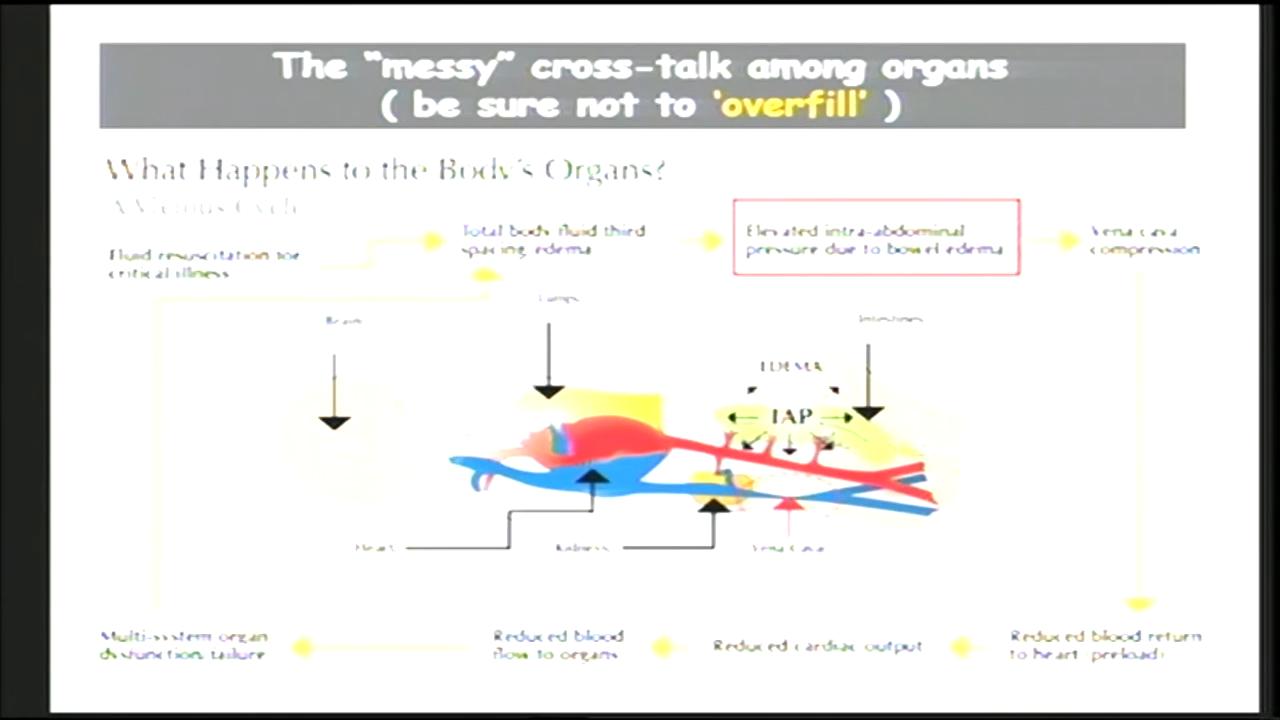 The “messy” cross-talk among organs
( be sure not to ‘overfill’ )
What Happens to the Body's Organs?
A Vicious Cycle
Fluid resuscitation for
critical illness
Total body fluid third
spacing edema
Elevated intra-abdominal
pressure due to bowel edema
Vena cava
compression
Brain
Lungs
Intestines
EDEMA
IAP
Heart
Kidneys
Vena Cava
Multi-system organ
dysfunction/failure
Reduced blood
flow to organs
Reduced cardiac output
Reduced blood return
to heart (preload)